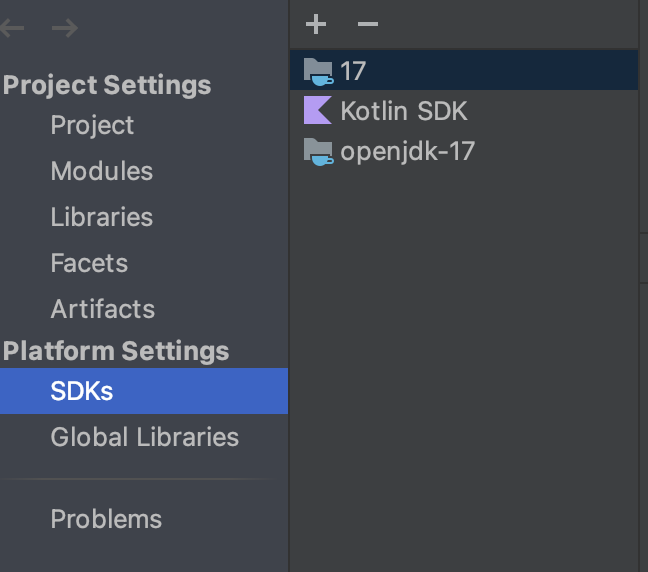 Project Settings
Project
Modules
Libraries
Facets
Artifacts
Platform Settings
SDKs
Global Libraries
Problems
17
Kotlin SDK
openjdk-17